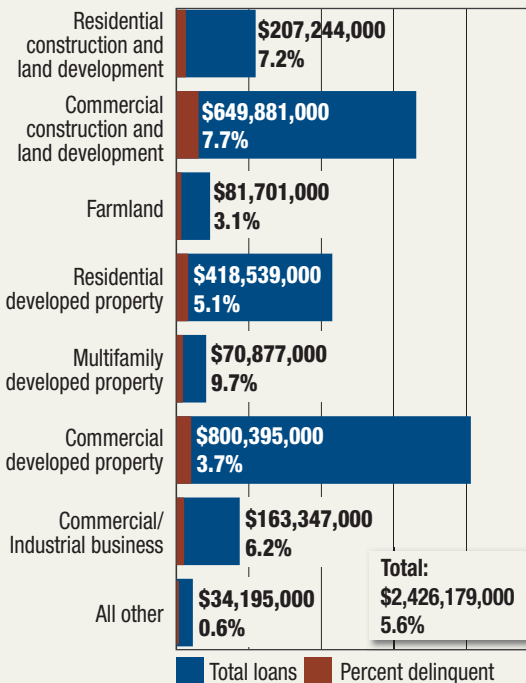 Residential
construction and
land development
$207,244,000
7.2%
Commercial
construction and
land development
$649,881,000
7.7%
Farmland
$81,701,000
3.1%
Residential
developed property
$418,539,000
5.1%
Multifamily
developed property
$70,877,000
9.7%
Commercial
developed property
$800,395,000
3.7%
Commercial/
Industrial business
$163,347,000
6.2%
All other
$34,195,000
0.6%
Total:
$2,426,179,000
5.6%
Total loans
Percent delinquent